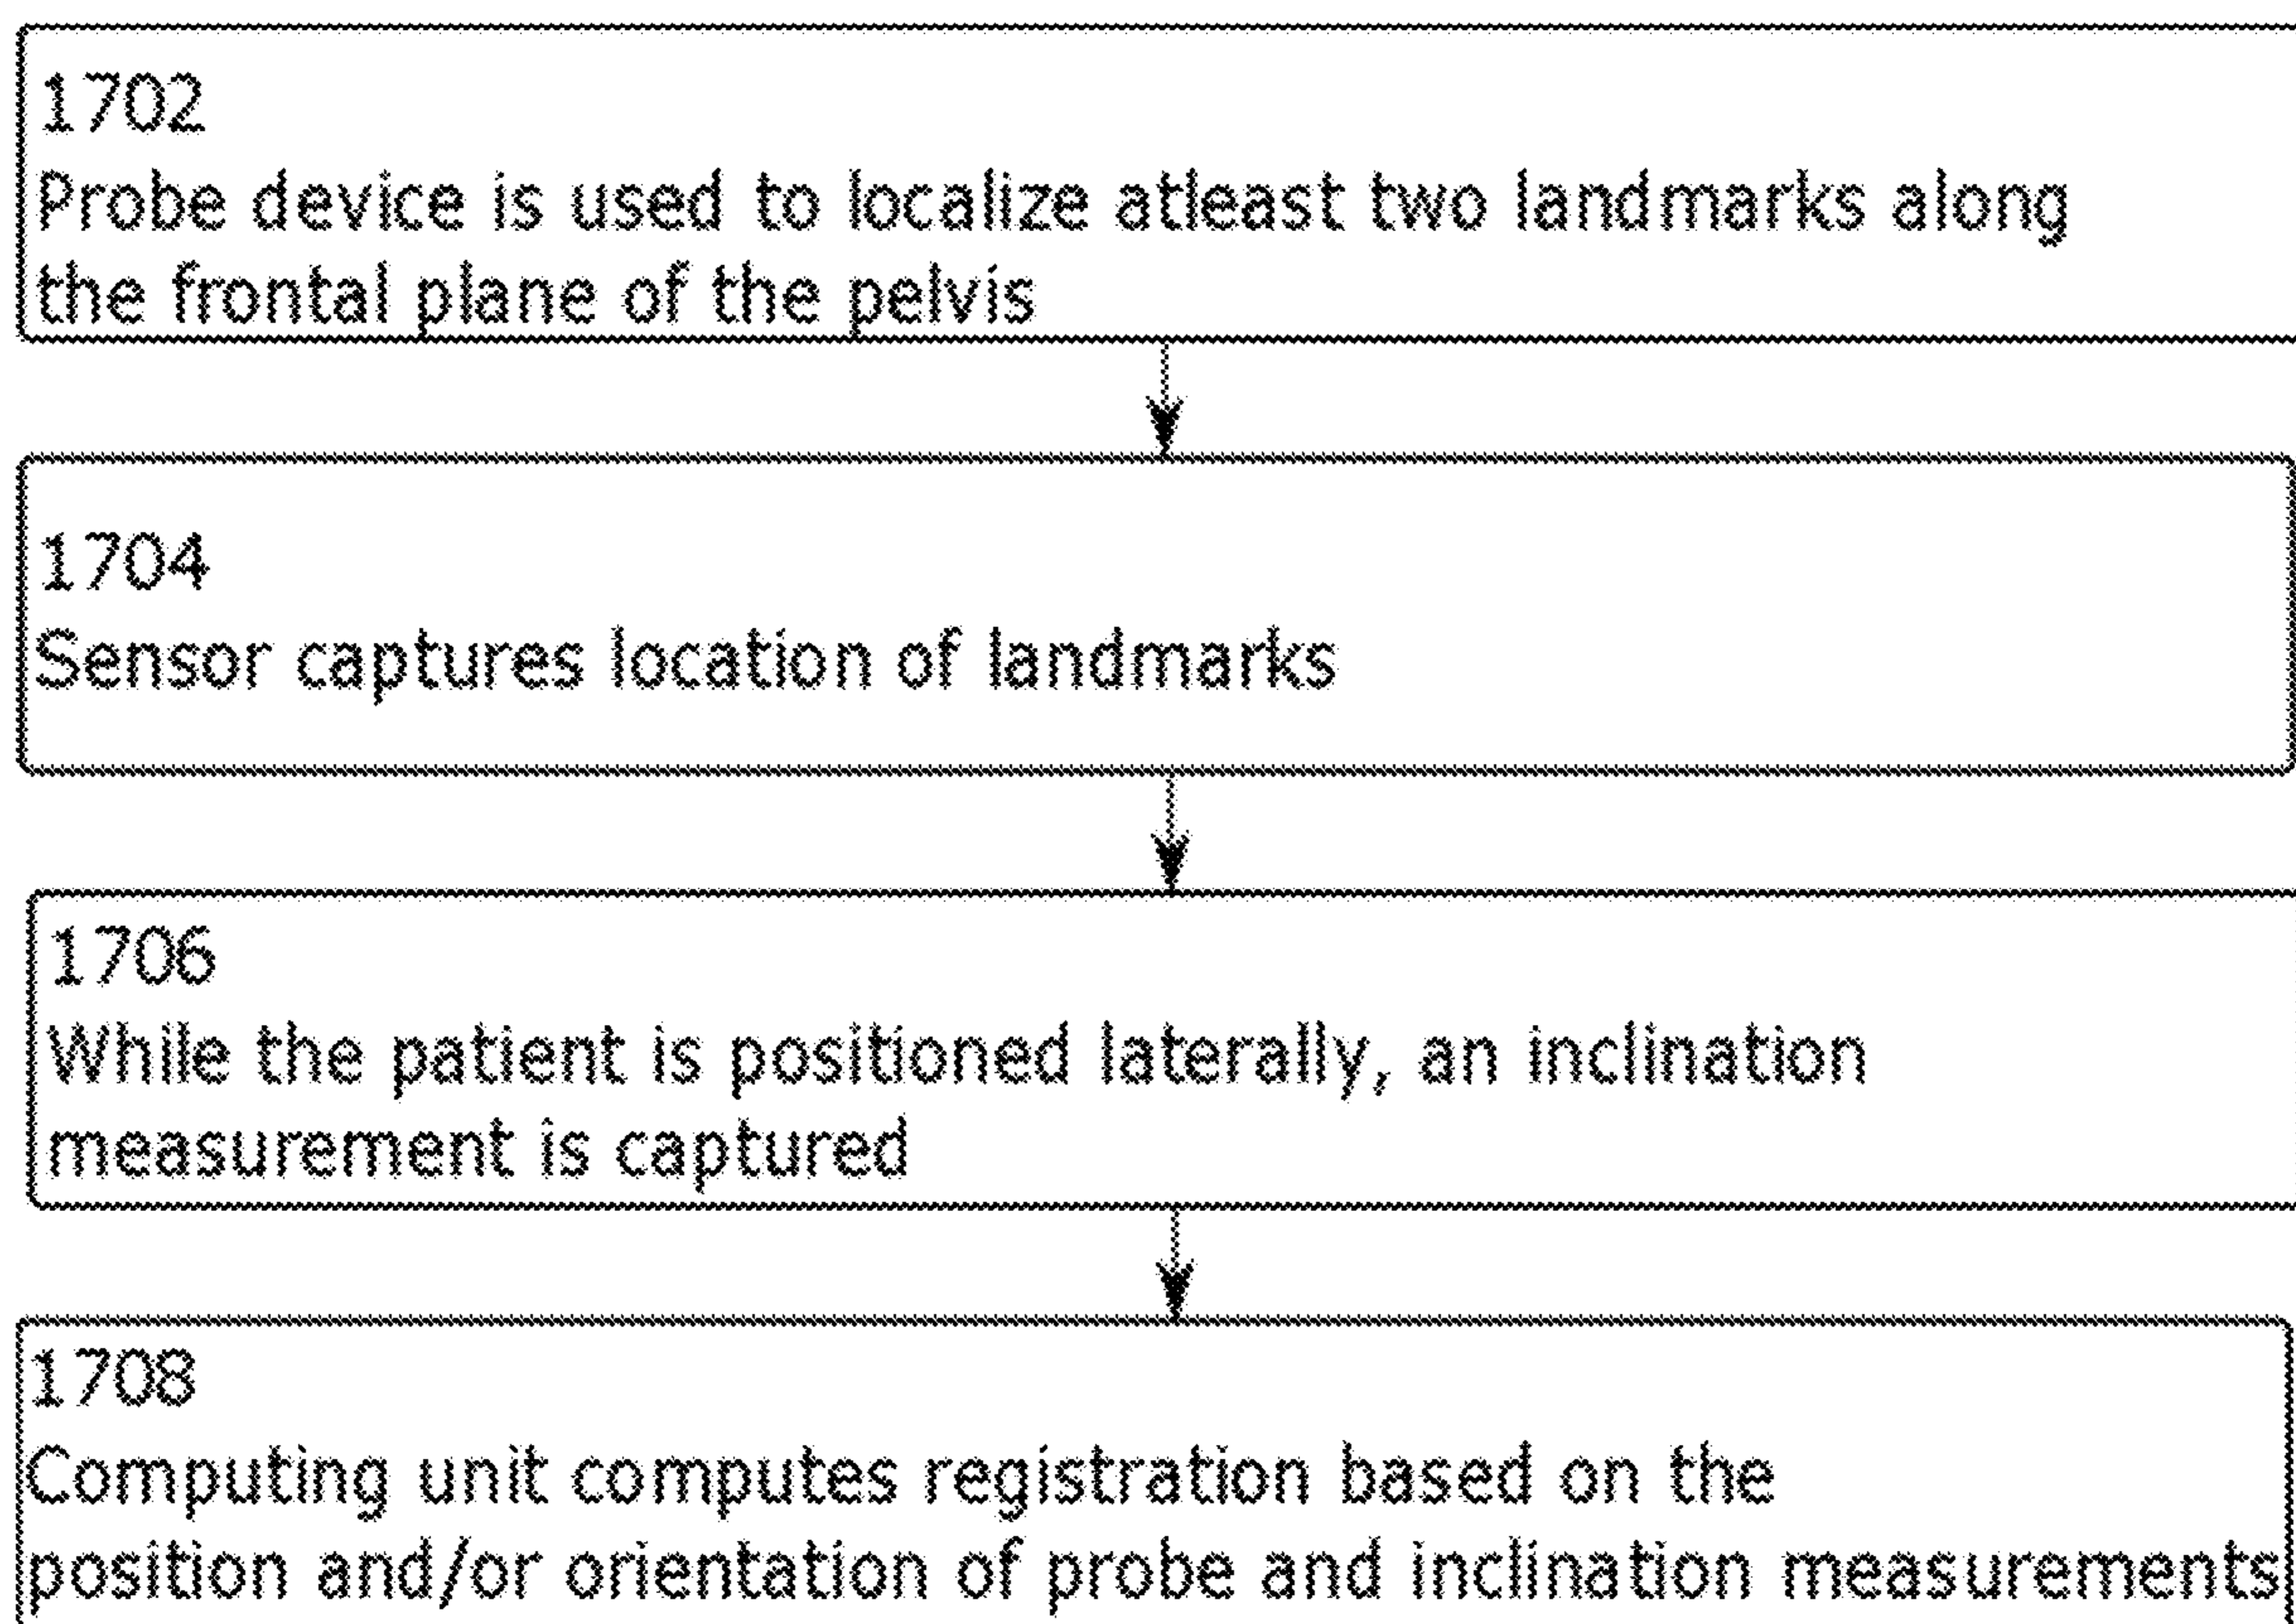 1702
Probe device is used to localize atleast two landmarks along
the frontal plane of the pelvis
1704
Sensor captures location of landmarks
1706
While the patient is positioned laterally, an inclination
measurement is captured
1708
Computing unit computes registration based on the
position and/or orientation of probe and inclination measurements